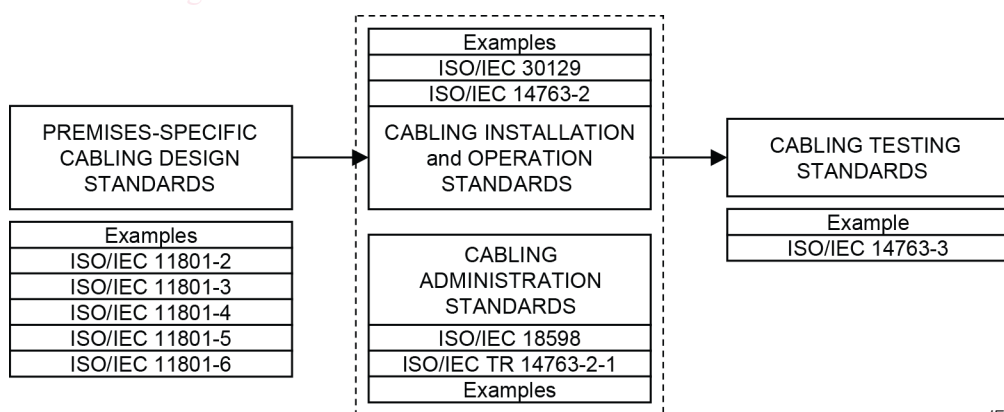 PREMISES-SPECIFIC
CABLING DESIGN
STANDARDS
Examples
ISO/IEC 11801-2
ISO/IEC 11801-3
ISO/IEC 11801-4
ISO/IEC 11801-5
ISO/IEC 11801-6
Examples
ISO/IEC 30129
ISO/IEC 14763-2
CABLING INSTALLATION
and OPERATION
STANDARDS
CABLING
ADMINISTRATION
STANDARDS
ISO/IEC 18598
ISO/IEC TR 14763-2-1
Examples
CABLING TESTING
STANDARDS
Example
ISO/IEC 14763-3